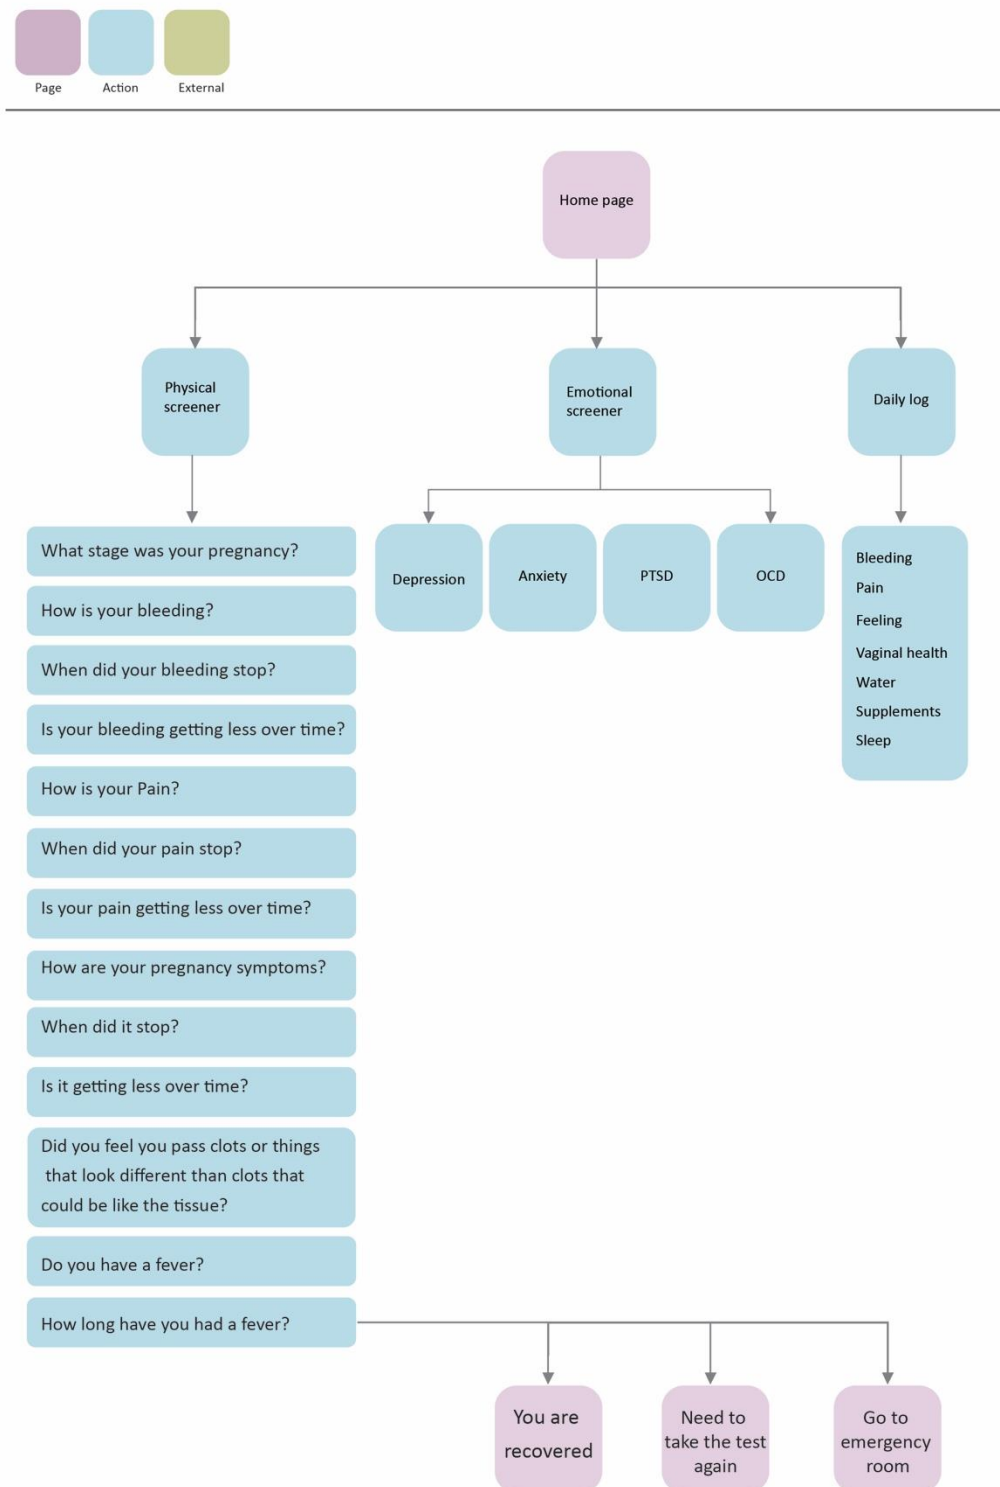 Page
Action
External
Home page
Physical
screener
Emotional
screener
Daily log
What stage was your pregnancy?
How is your bleeding?
When did your bleeding stop?
Is your bleeding getting less over time?
How is your Pain?
When did your pain stop?
Is your pain getting less over time?
How are your pregnancy symptoms?
When did it stop?
Is it getting less over time?
Did you feel you pass clots or things
that look different than clots that
could be like the tissue?
Do you have a fever?
How long have you had a fever?
Depression
Anxiety
PTSD
OCD
Bleeding
Pain
Feeling
Vaginal health
Water
Supplements
Sleep
You are
recovered
Need to
take the test
again
Go to
emergency
room